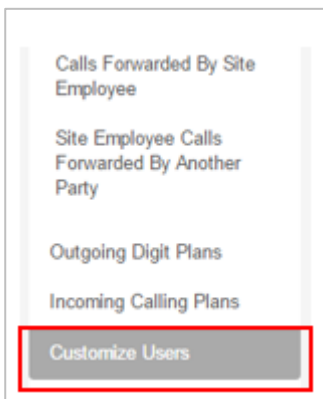 Calls Forwarded By Site
Employee
Site Employee Calls
Forwarded By Another
Party
Outgoing Digit Plans
Incoming Calling Plans
Customize Users